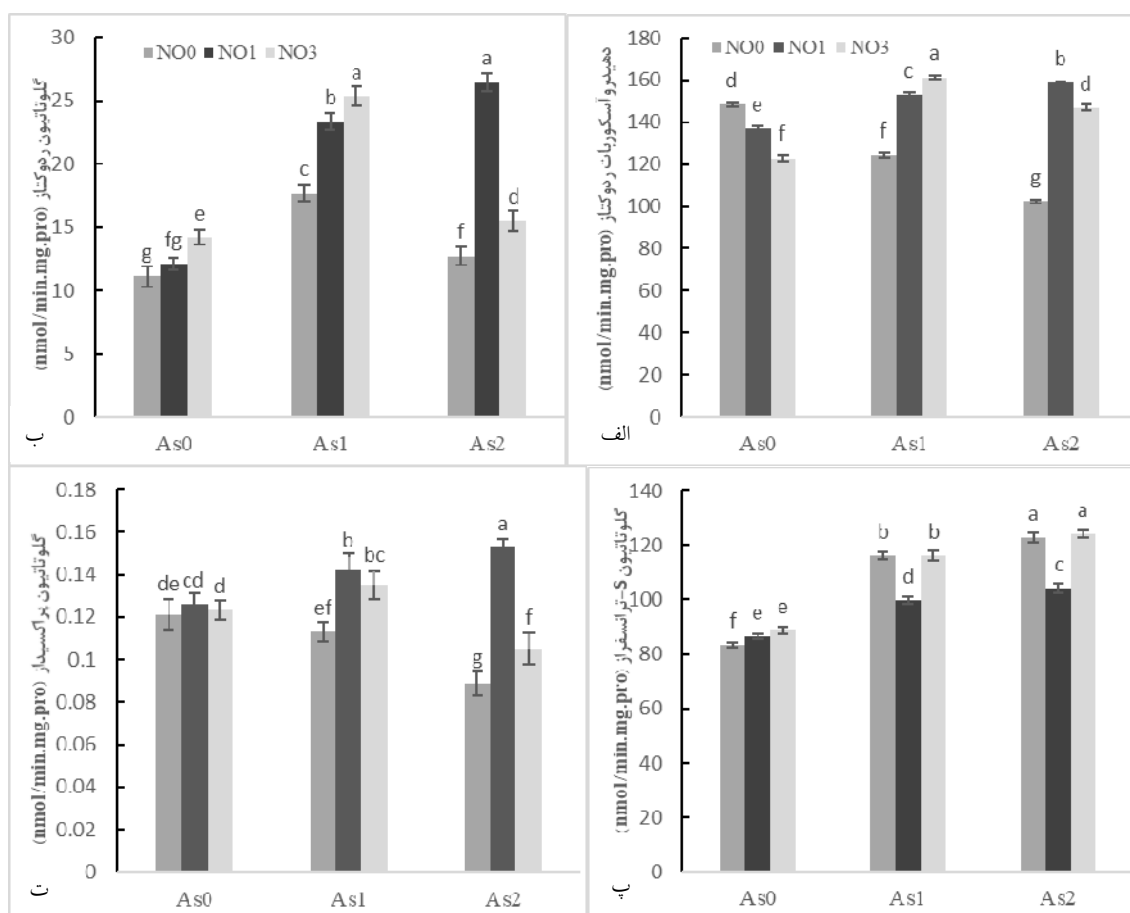 گلوتاتیون ردوکتاز (nmol/min.mg.pro)
NO0 NO1 NO3
30
25
20
15
10
5
0
g fg e
c b a
f a d
As0 As1 As2
ب
دهیدروآسکوربات ردوکتاز (nmol/min.mg.pro)
NO0 NO1 NO3
180
160
140
120
100
80
60
40
20
0
d e f
f c a
g b d
As0 As1 As2
الف
گلوتاتیون پراکسیداز (nmol/min.mg.pro)
0.18
0.16
0.14
0.12
0.1
0.08
0.06
0.04
0.02
0
de cd d
ef h bc
g a f
As0 As1 As2
ت
گلوتاتیون S-ترانسفراز (nmol/min.mg.pro)
140
120
100
80
60
40
20
0
f e e
b d b
a c a
As0 As1 As2
پ